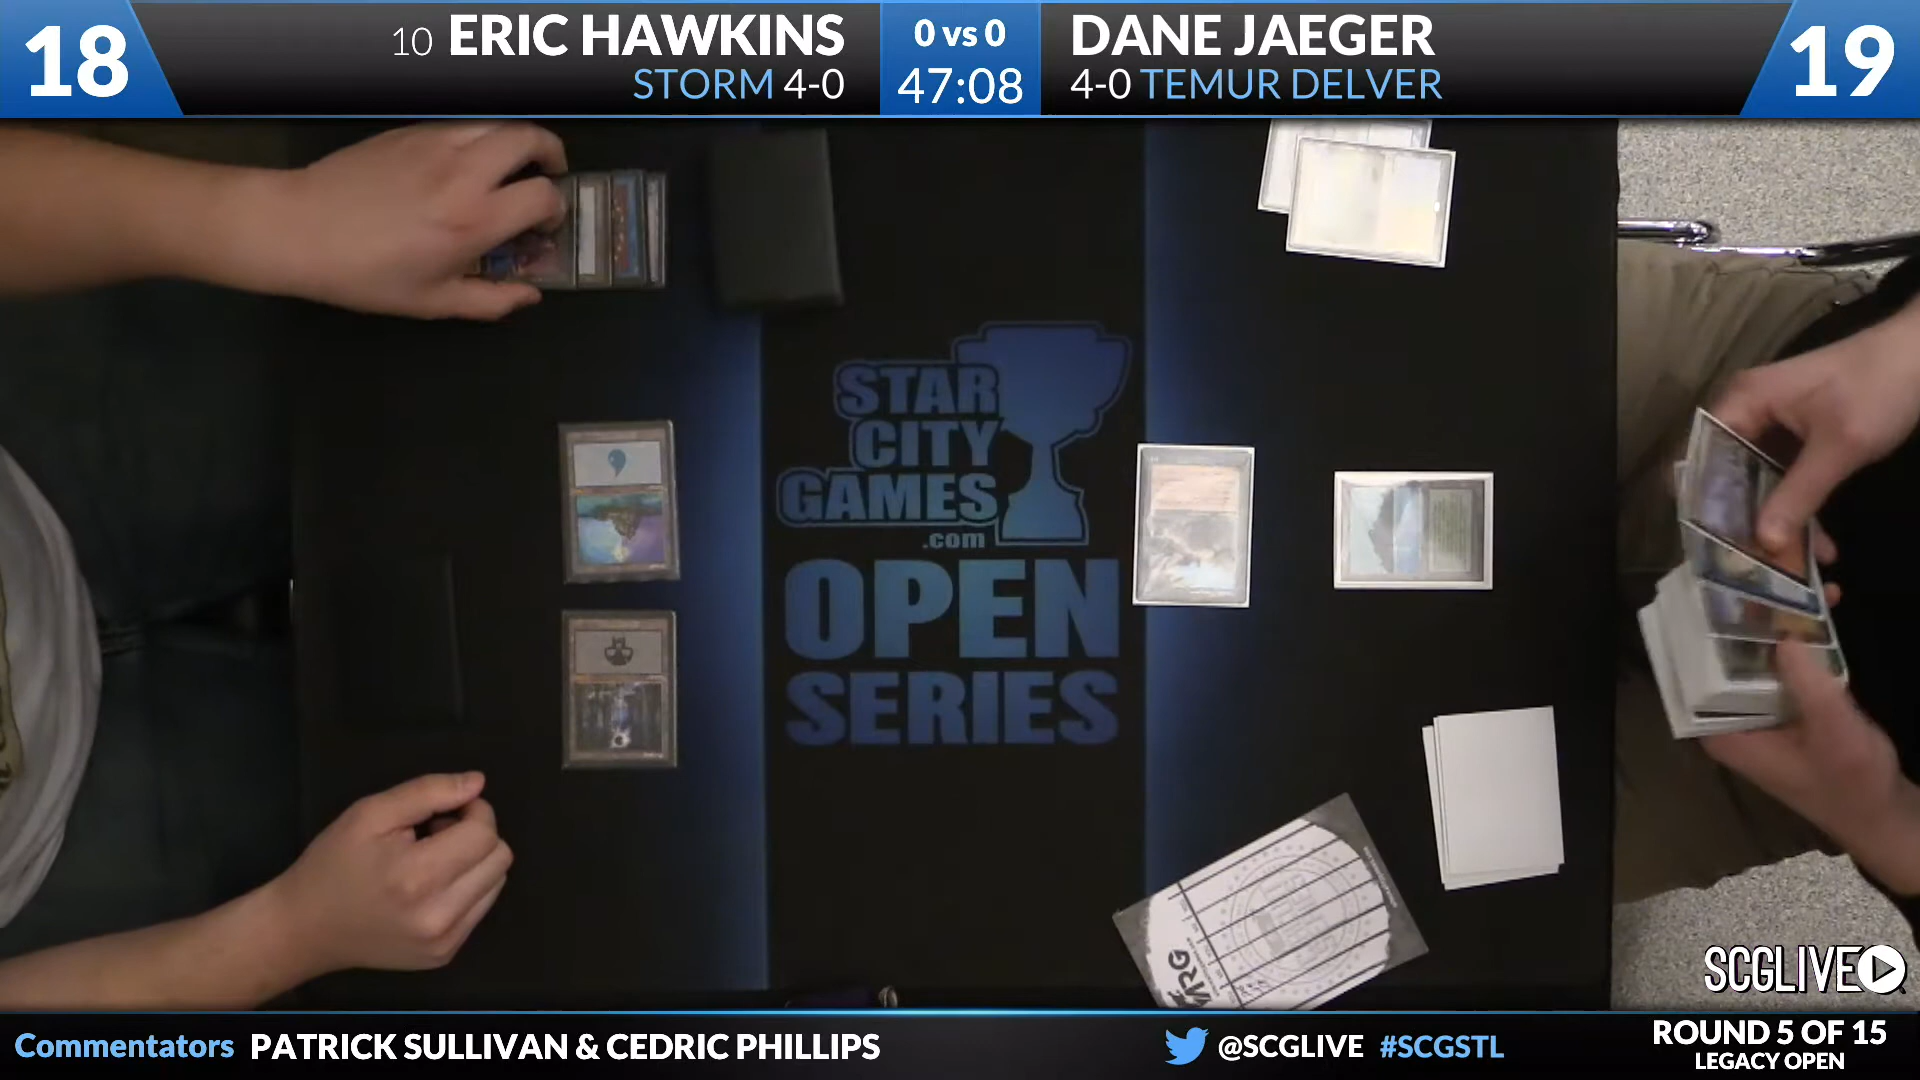 18
10 ERIC HAWKINS
STORM 4-0
0 vs 0
47:08
DANE JAEGER
4-0 TEMUR DELVER
19
STAR
CITY
GAMES
.com
OPEN
SERIES
SCGLIVE
Commentators PATRICK SULLIVAN & CEDRIC PHILLIPS
@SCGLIVE #SCGSTL
ROUND 5 OF 15
LEGACY OPEN